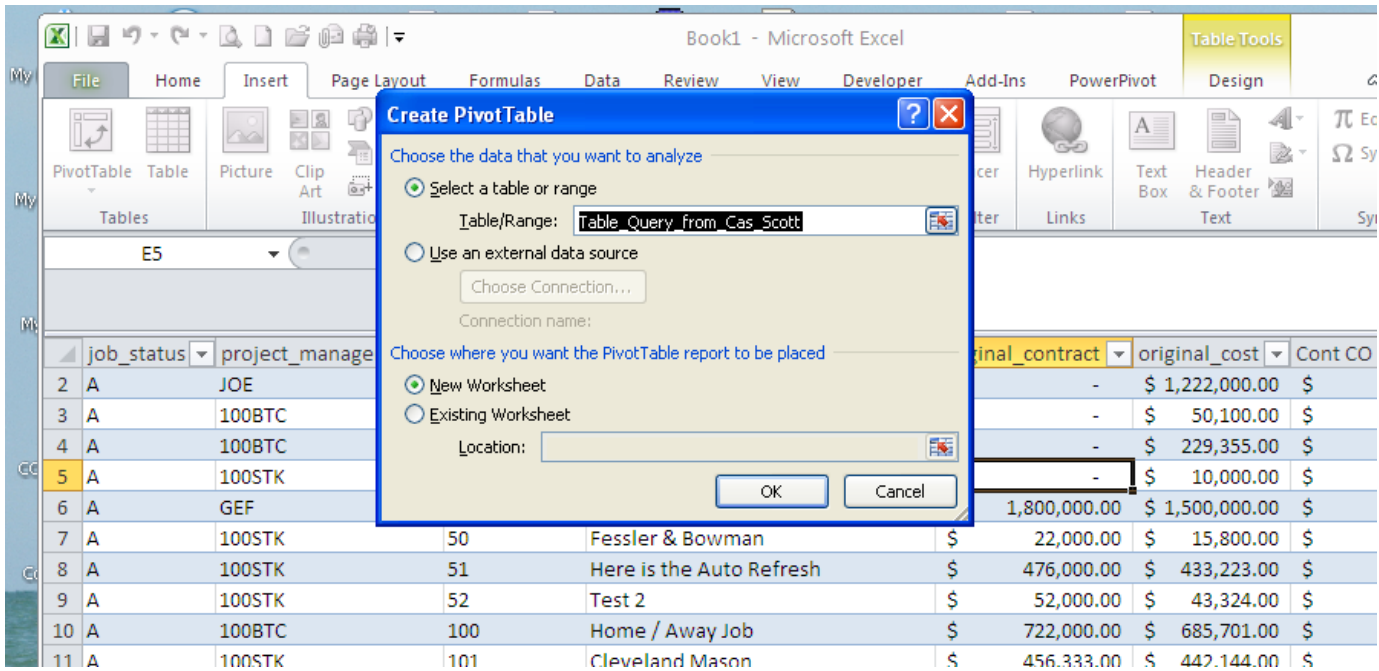 Book1 - Microsoft Excel
Table Tools
My
File Home Insert Page Layout Formulas Data Review View Developer Add-Ins PowerPivot Design
Create PivotTable
PivotTable Table Picture Clip Art
Hyperlink Text Box Header & Footer
Tables Links Text
Choose the data that you want to analyze
Select a table or range
Table/Range: Table_Query_from_Cas_Scott
My
E5
Use an external data source
Choose Connection...
Connection name:
My
Choose where you want the PivotTable report to be placed
New Worksheet
Existing Worksheet
Location:
OK Cancel
job_status project_manage ginal_contract original_cost Cont CO
2 A JOE - $ 1,222,000.00 $
3 A 100BTC - $ 50,100.00 $
4 A 100BTC - $ 229,355.00 $
5 A 100STK - $ 10,000.00 $
6 A GEF 1,800,000.00 $ 1,500,000.00 $
7 A 100STK 50 Fessler & Bowman $ 22,000.00 $ 15,800.00 $
8 A 100STK 51 Here is the Auto Refresh $ 476,000.00 $ 433,223.00 $
9 A 100STK 52 Test 2 $ 52,000.00 $ 43,324.00 $
10 A 100BTC 100 Home / Away Job $ 722,000.00 $ 685,701.00 $
11 A 100STK 101 Cleveland Mason $ 456,333.00 $ 442,144.00 $